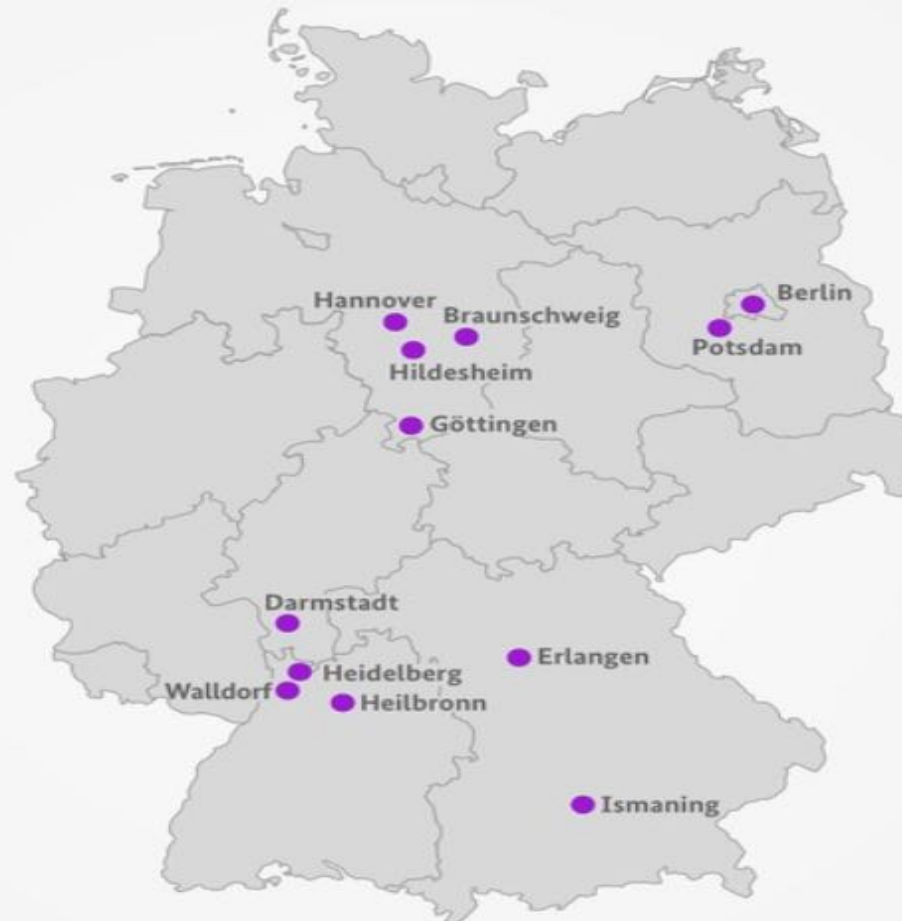 Berlin
Hannover
Braunschweig
Potsdam
Hildesheim
Göttingen
Darmstadt
Erlangen
Heidelberg
Walldorf
Heilbronn
Ismaning